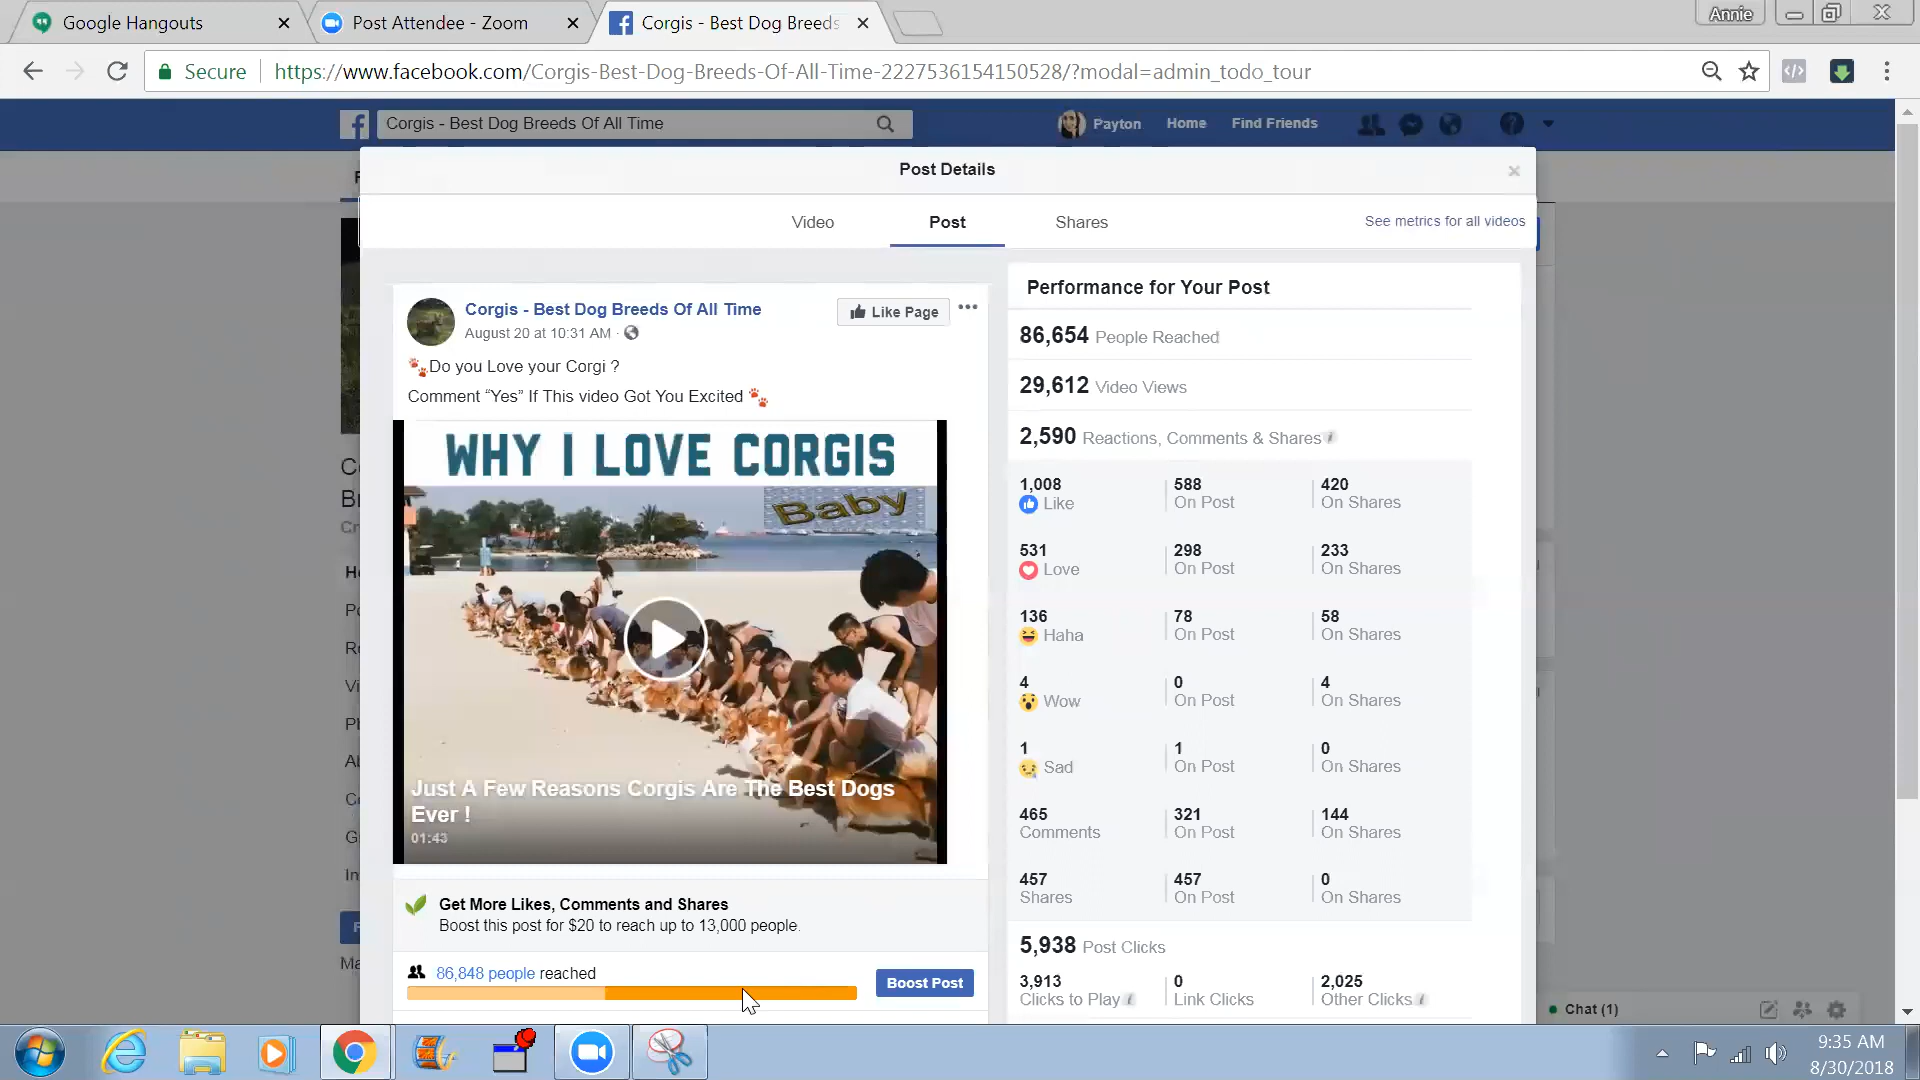 Google Hangouts
Post Attendee - Zoom
Corgis - Best Dog Breeds
Annie
Secure
https://www.facebook.com/Corgis-Best-Dog-Breeds-Of-All-Time-2227536154150528/?modal=admin_todo_tour
Corgis - Best Dog Breeds Of All Time
Payton
Home
Find Friends
Post Details
Video
Post
Shares
See metrics for all videos
Corgis - Best Dog Breeds Of All Time
August 20 at 10:31 AM ·
Like Page
Do you Love your Corgi ?
Comment “Yes” If This video Got You Excited
WHY I LOVE CORGIS
Baby
Just A Few Reasons Corgis Are The Best Dogs
Ever !
01:43
Get More Likes, Comments and Shares
Boost this post for $20 to reach up to 13,000 people.
86,848 people reached
Boost Post
Performance for Your Post
86,654 People Reached
29,612 Video Views
2,590 Reactions, Comments & Shares
1,008 588 420
Like On Post On Shares
531 298 233
Love On Post On Shares
136 78 58
Haha On Post On Shares
4 0 4
Wow On Post On Shares
1 1 0
Sad On Post On Shares
465 321 144
Comments On Post On Shares
457 457 0
Shares On Post On Shares
5,938 Post Clicks
3,913 0 2,025
Clicks to Play Link Clicks Other Clicks
Chat (1)
9:35 AM
8/30/2018